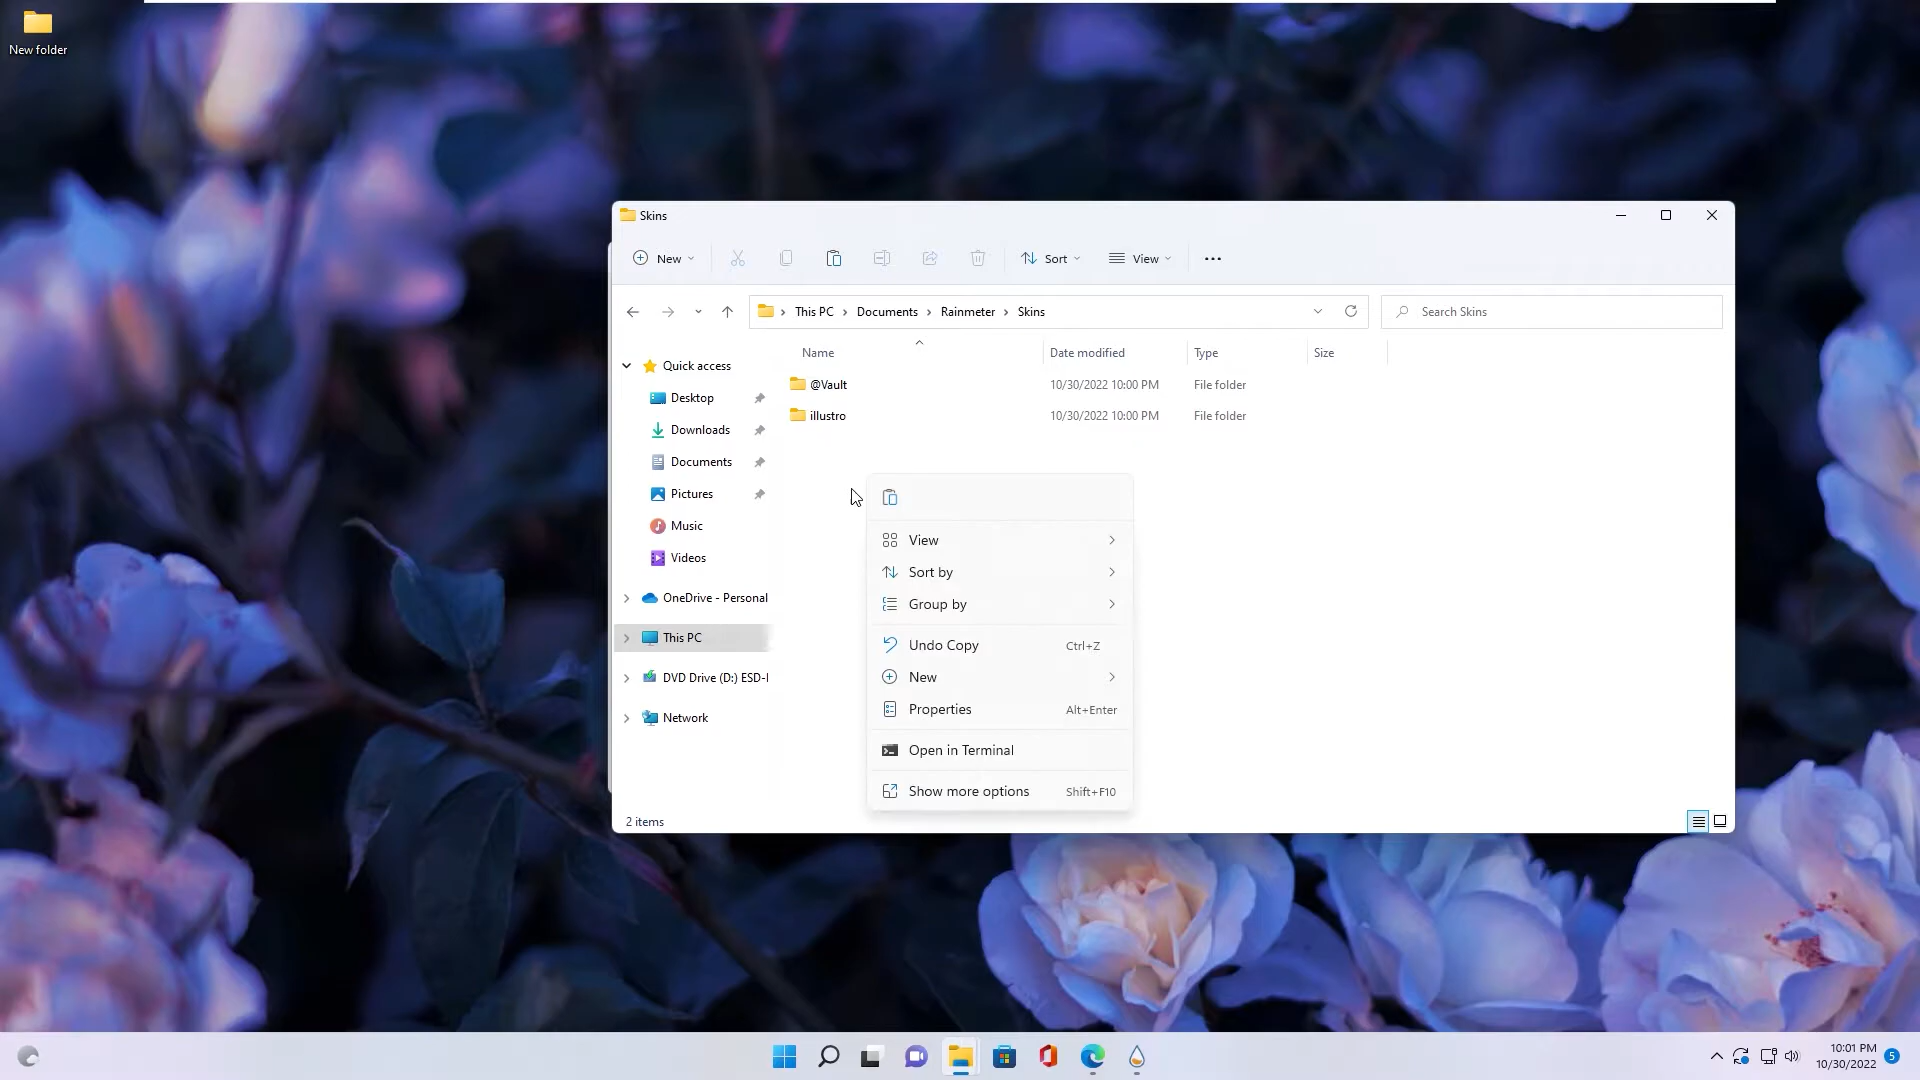 New folder
Skins
New
Sort
View
This PC
Documents
Rainmeter
Skins
Search Skins
Name
Date modified
Type
Size
@Vault
10/30/2022 10:00 PM
File folder
illustro
10/30/2022 10:00 PM
File folder
Quick access
Desktop
Downloads
Documents
Pictures
Music
Videos
OneDrive - Personal
This PC
DVD Drive (D:) ESD-I
Network
View
Sort by
Group by
Undo Copy Ctrl+Z
New
Properties Alt+Enter
Open in Terminal
Show more options Shift+F10
2 items
10:01 PM
10/30/2022
5